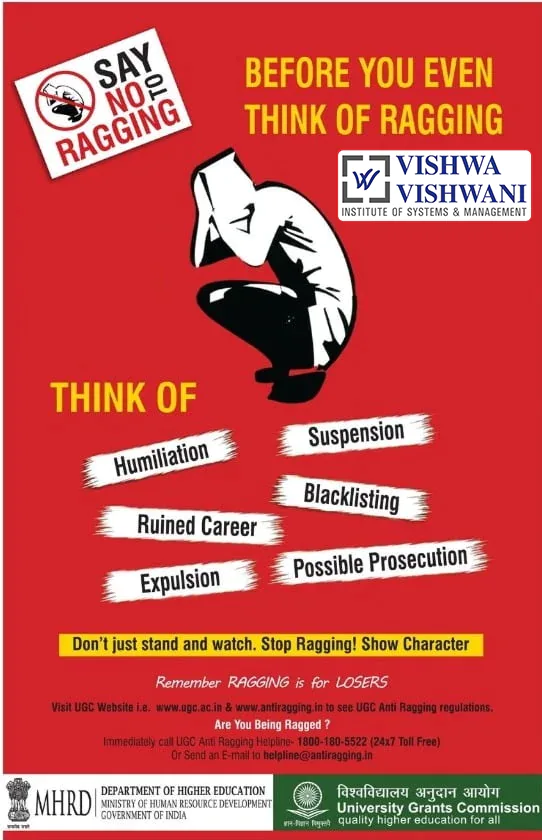 SAY
NO TO
RAGGING
BEFORE YOU EVEN
THINK OF RAGGING
VISHWA
VISHWANI
INSTITUTE OF SYSTEMS & MANAGEMENT
THINK OF
Humiliation
Suspension
Ruined Career
Blacklisting
Expulsion
Possible Prosecution
Don't just stand and watch. Stop Ragging! Show Character
Remember RAGGING is for LOSERS
Visit UGC Website i.e. www.ugc.ac.in & www.antiragging.in to see UGC Anti Ragging regulations.
Are You Being Ragged ?
Immediately call UGC Anti Ragging Helpline- 1800-180-5522 (24x7 Toll Free)
Or Send an E-mail to helpline@antiragging.in
सत्यमेव जयते
MHRD
DEPARTMENT OF HIGHER EDUCATION
MINISTRY OF HUMAN RESOURCE DEVELOPMENT
GOVERNMENT OF INDIA
ज्ञान-विज्ञान विमुक्तये
विश्वविद्यालय अनुदान आयोग
University Grants Commission
quality higher education for all